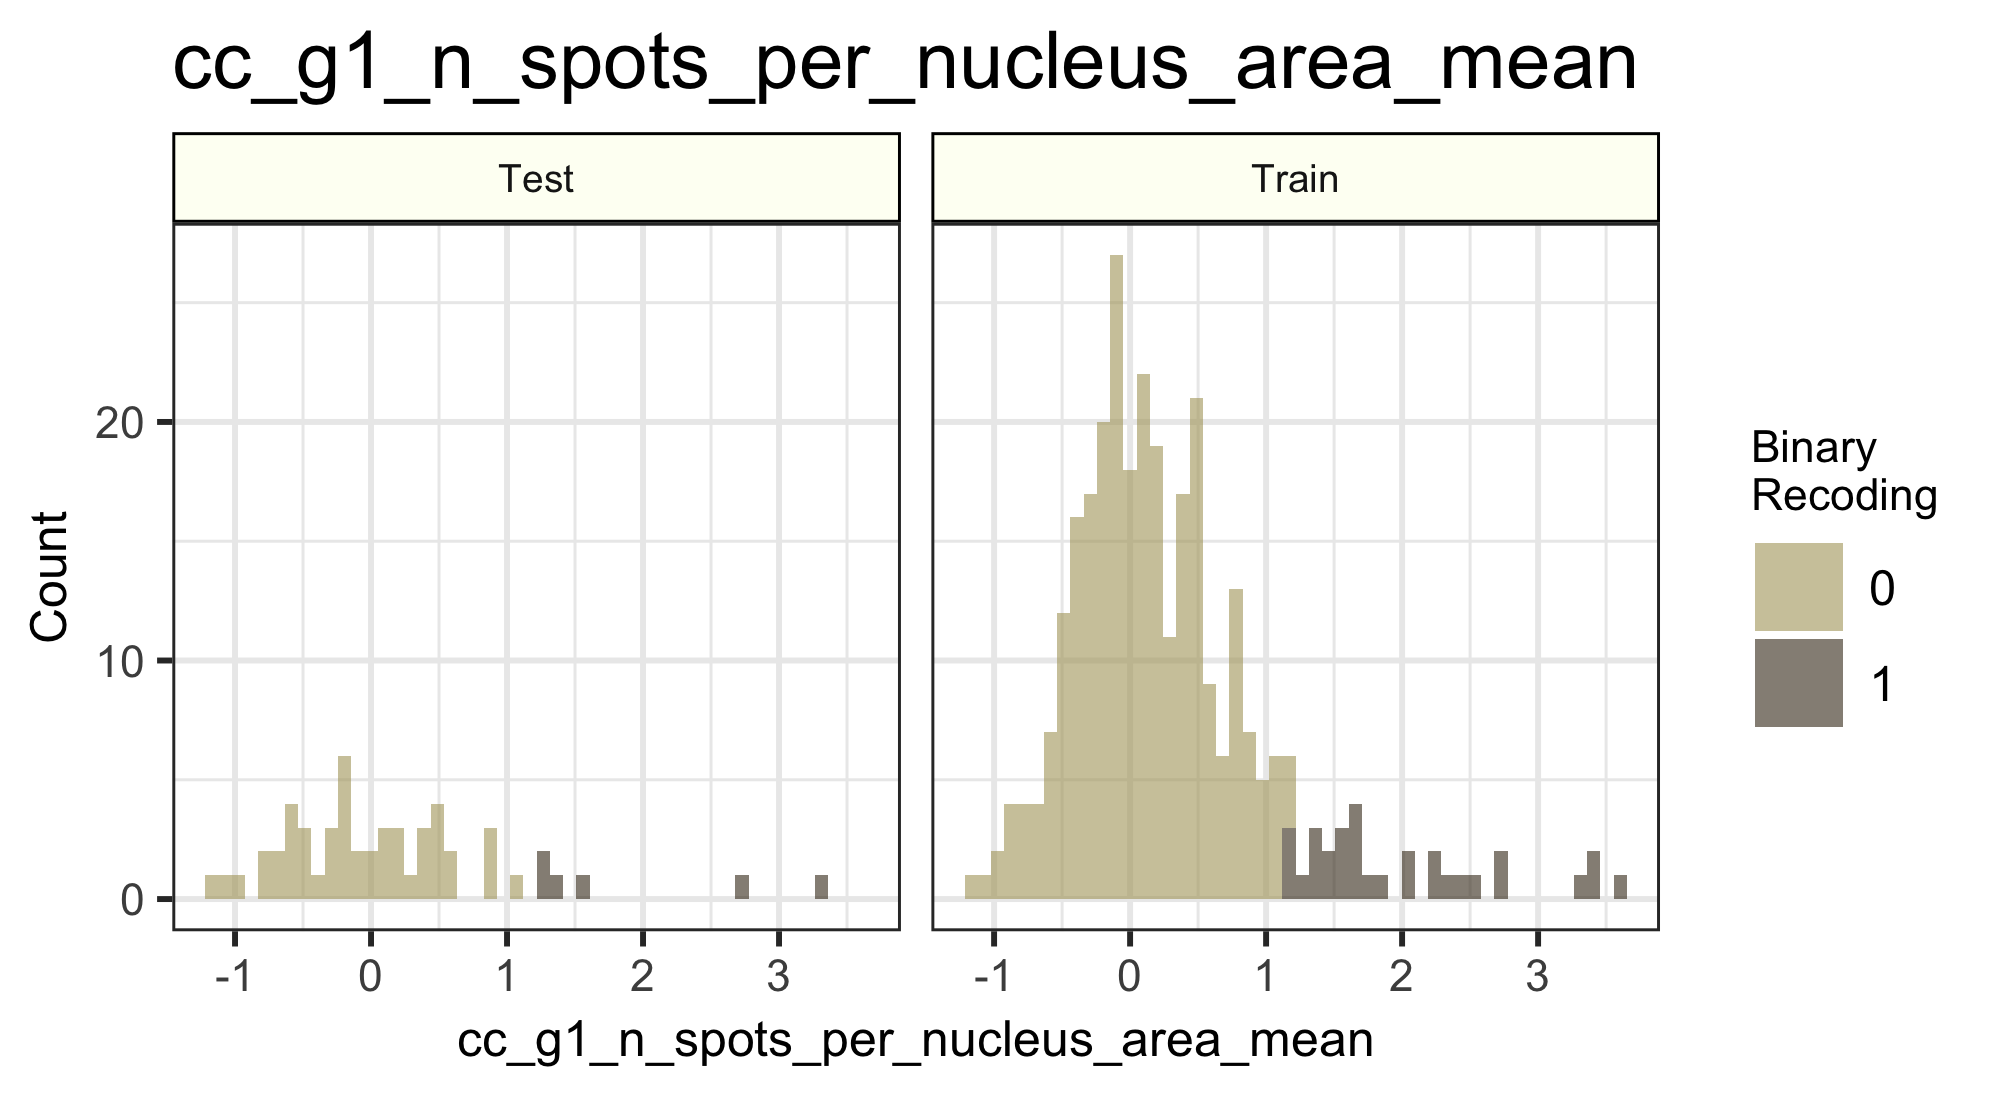 cc_g1_n_spots_per_nucleus_area_mean
Test
Train
Count
20
10
0
-1 0 1 2 3
-1 0 1 2 3
cc_g1_n_spots_per_nucleus_area_mean
Binary
Recoding
0
1